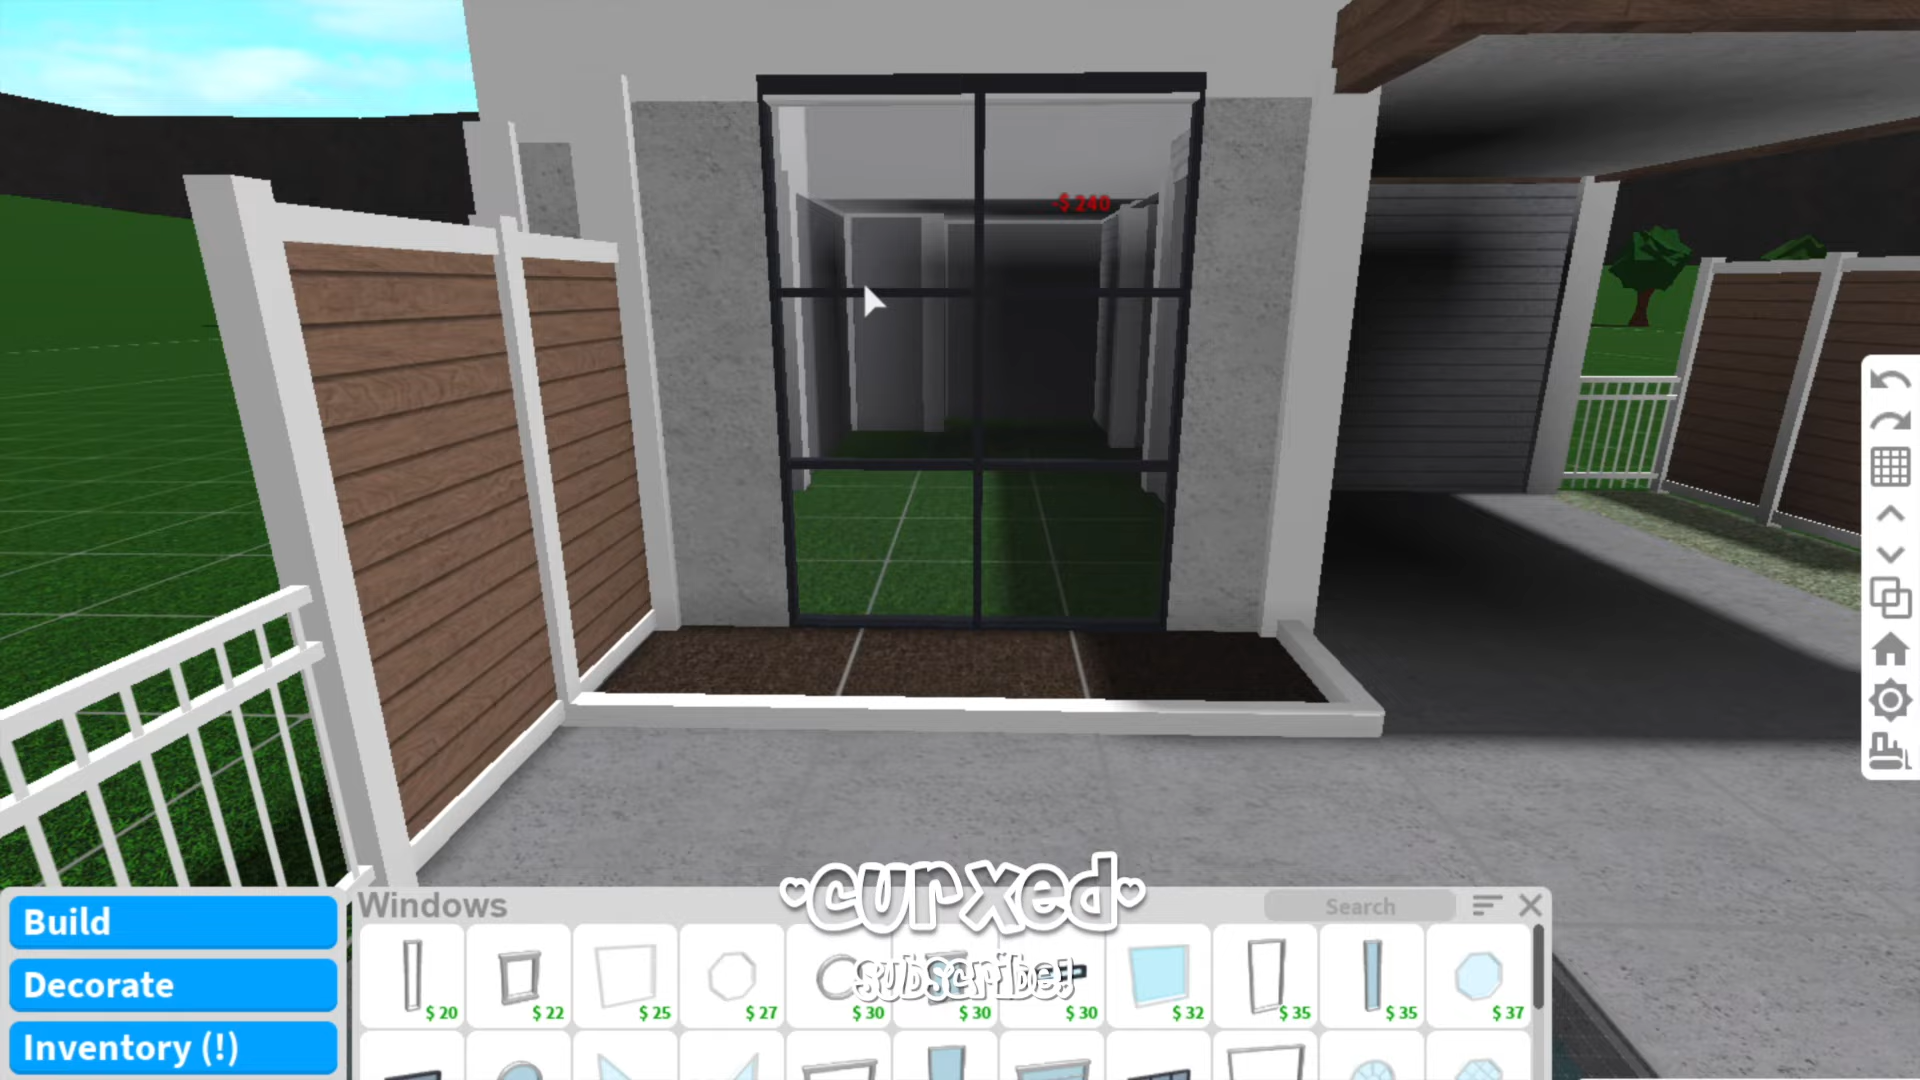 -$ 240
Build
Decorate
Inventory (!)
Windows
Search
•curxed•
subscribe!
$ 20
$ 22
$ 25
$ 27
$ 30
$ 30
$ 30
$ 32
$ 35
$ 35
$ 37